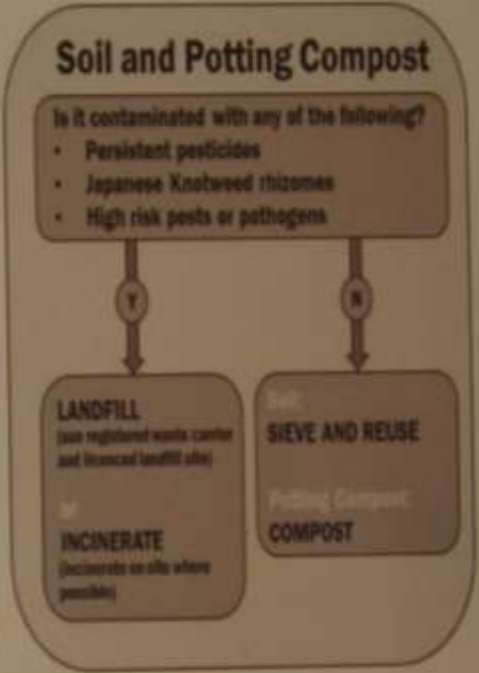 Soil and Potting Compost
Is it contaminated with any of the following?
• Persistent pesticides
• Japanese Knotweed rhizomes
• High risk pests or pathogens
Y
N
LANDFILL
(use registered waste carrier
and licenced landfill site)
or
INCINERATE
(incinerate on site where
possible)
Soil:
SIEVE AND REUSE
Potting Compost:
COMPOST